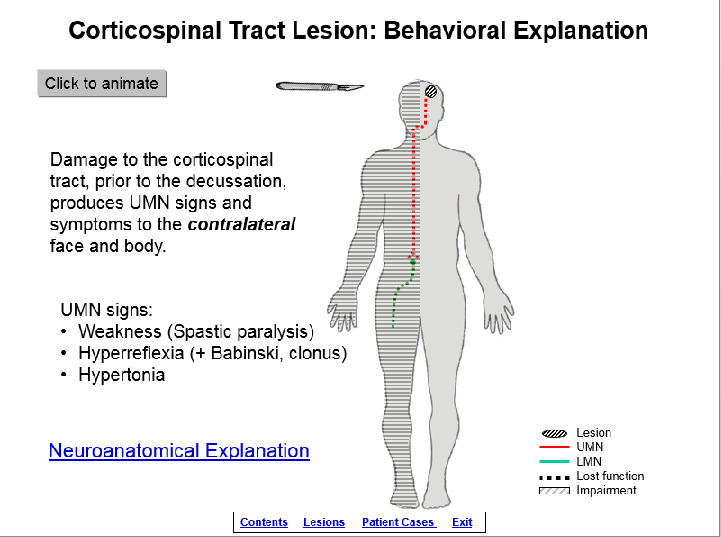 Corticospinal Tract Lesion: Behavioral Explanation
Click to animate
Damage to the corticospinal
tract, prior to the decussation,
produces UMN signs and
symptoms to the contralateral
face and body.
UMN signs:
• Weakness (Spastic paralysis)
• Hyperreflexia (+ Babinski, clonus)
• Hypertonia
Neuroanatomical Explanation
Lesion
UMN
LMN
Lost function
Impairment
Contents Lesions Patient Cases Exit